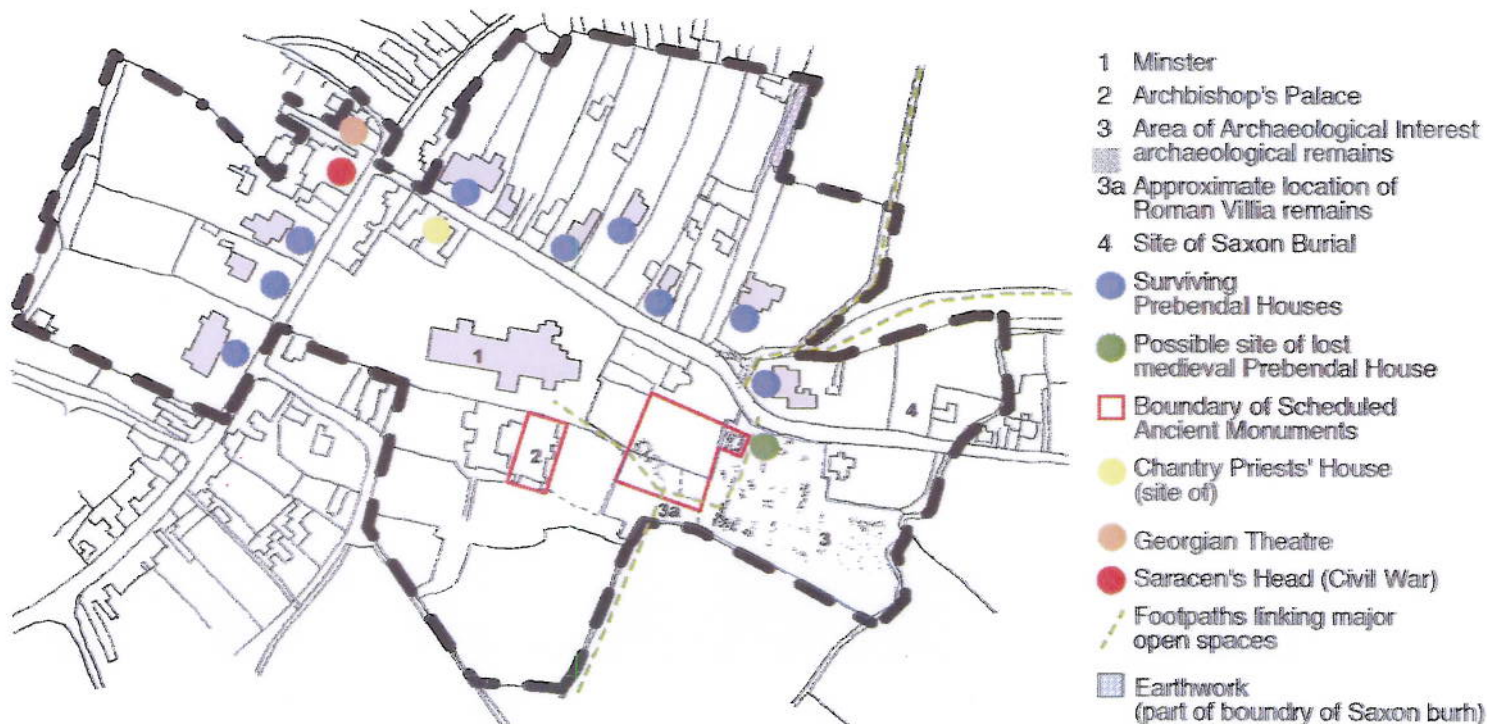 1 Minster
2 Archbishop's Palace
3 Area of Archaeological Interest
archaeological remains
3a Approximate location of
Roman Villia remains
4 Site of Saxon Burial
Surviving
Prebendal Houses
Possible site of lost
medieval Prebendal House
Boundary of Scheduled
Ancient Monuments
Chantry Priests' House
(site of)
Georgian Theatre
Saracen's Head (Civil War)
Footpaths linking major
open spaces
Earthwork
(part of boundry of Saxon burh)
1
2
3a
3
4